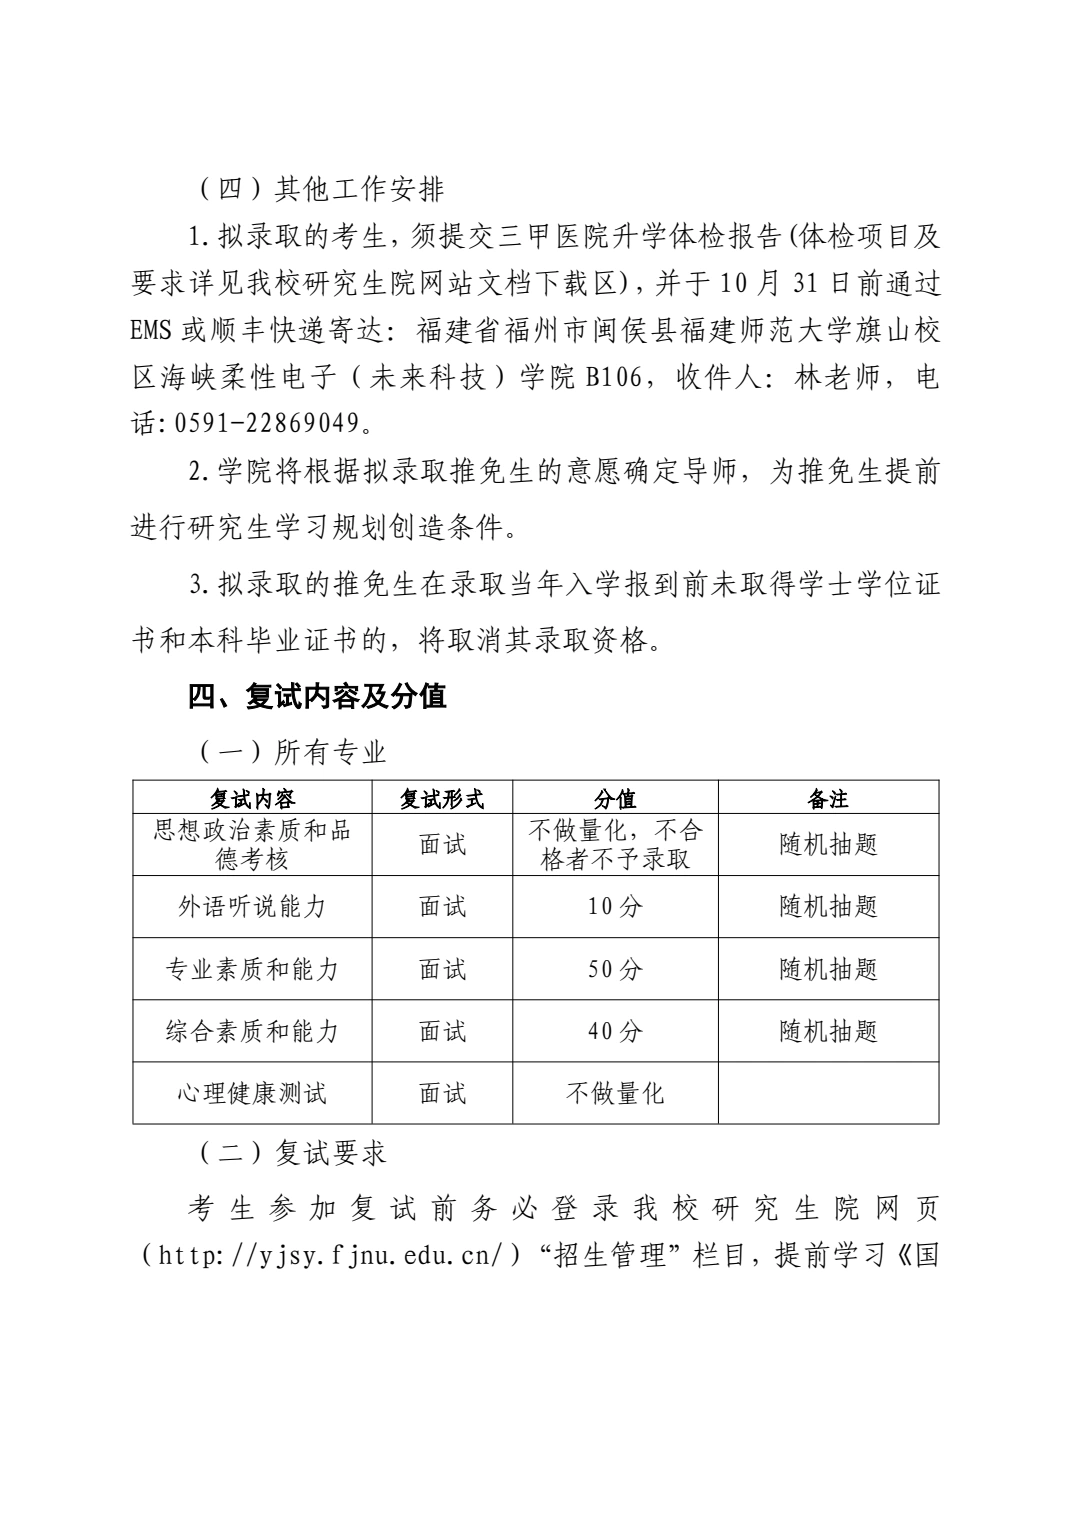 （四）其他工作安排
1.拟录取的考生，须提交三甲医院升学体检报告(体检项目及
要求详见我校研究生院网站文档下载区)，并于 10 月 31 日前通过
EMS 或顺丰快递寄达：福建省福州市闽侯县福建师范大学旗山校
区海峡柔性电子（未来科技）学院 B106，收件人：林老师，电
话：0591-22869049。
2.学院将根据拟录取推免生的意愿确定导师，为推免生提前
进行研究生学习规划创造条件。
3.拟录取的推免生在录取当年入学报到前未取得学士学位证
书和本科毕业证书的，将取消其录取资格。
四、复试内容及分值
（一）所有专业
复试内容 复试形式 分值 备注
思想政治素质和品
德考核 面试 不做量化，不合
格者不予录取 随机抽题
外语听说能力 面试 10 分 随机抽题
专业素质和能力 面试 50 分 随机抽题
综合素质和能力 面试 40 分 随机抽题
心理健康测试 面试 不做量化
（二）复试要求
考生参加复试前务必登录我校研究生院网页
（http://yjsy.fjnu.edu.cn/）“招生管理”栏目，提前学习《国